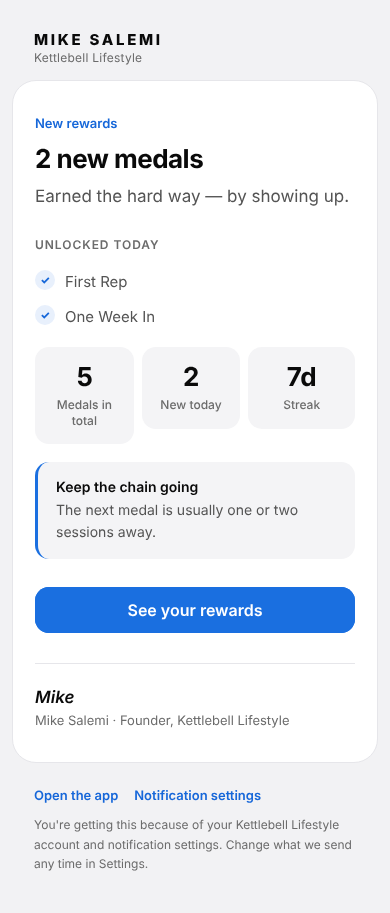 MIKE SALEMI
Kettlebell Lifestyle
New rewards
2 new medals
Earned the hard way — by showing up.
UNLOCKED TODAY
First Rep
One Week In
5
Medals in
total
2
New today
7d
Streak
Keep the chain going
The next medal is usually one or two
sessions away.
See your rewards
Mike
Mike Salemi · Founder, Kettlebell Lifestyle
Open the app
Notification settings
You're getting this because of your Kettlebell Lifestyle
account and notification settings. Change what we send
any time in Settings.